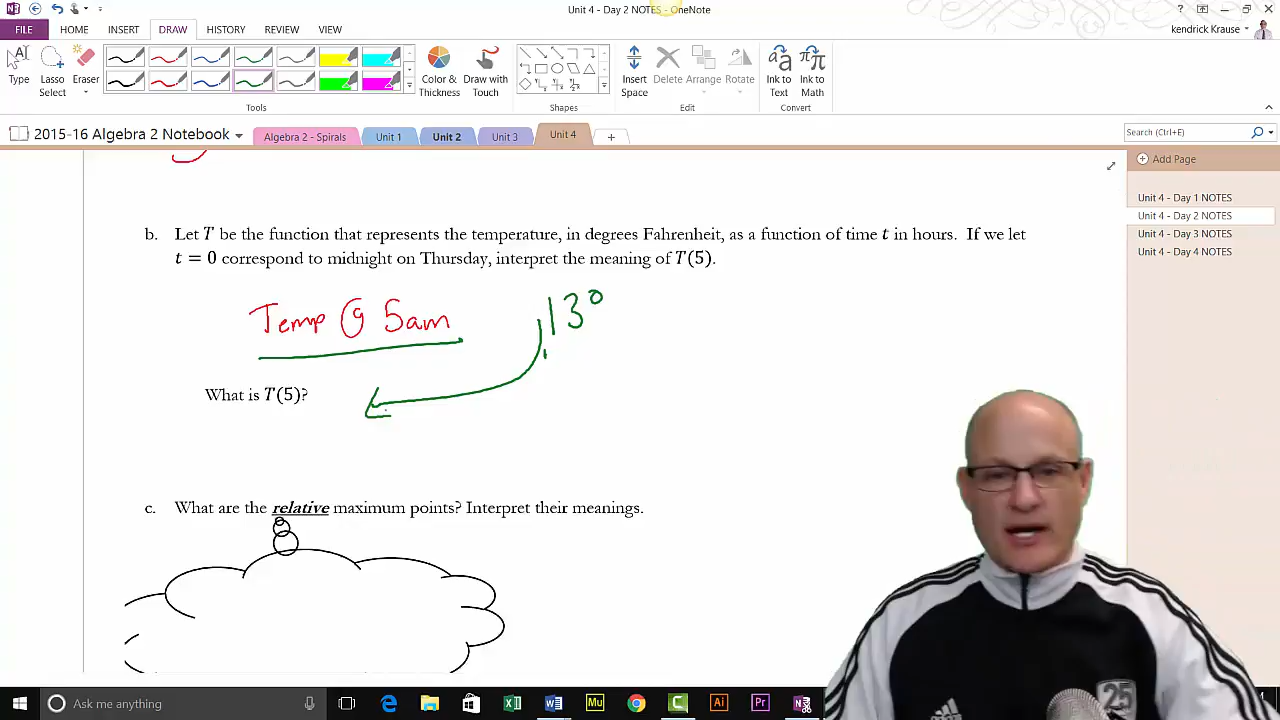 Unit 4 - Day 2 NOTES - OneNote
?
FILE HOME INSERT DRAW HISTORY REVIEW VIEW kendrick Krause
Type Lasso Select Eraser Color & Thickness Draw with Touch Insert Space Delete Arrange Rotate Ink to Text Ink to Math
Tools Shapes Edit Convert
2015-16 Algebra 2 Notebook Algebra 2 - Spirals Unit 1 Unit 2 Unit 3 Unit 4 + Search (Ctrl+E)
Add Page
Unit 4 - Day 1 NOTES
Unit 4 - Day 2 NOTES
Unit 4 - Day 3 NOTES
Unit 4 - Day 4 NOTES
b. Let T be the function that represents the temperature, in degrees Fahrenheit, as a function of time t in hours. If we let
t = 0 correspond to midnight on Thursday, interpret the meaning of T(5).
Temp @ 5am 13°
What is T(5)?
c. What are the relative maximum points? Interpret their meanings.
25
Ask me anything
Mu Ai Pr